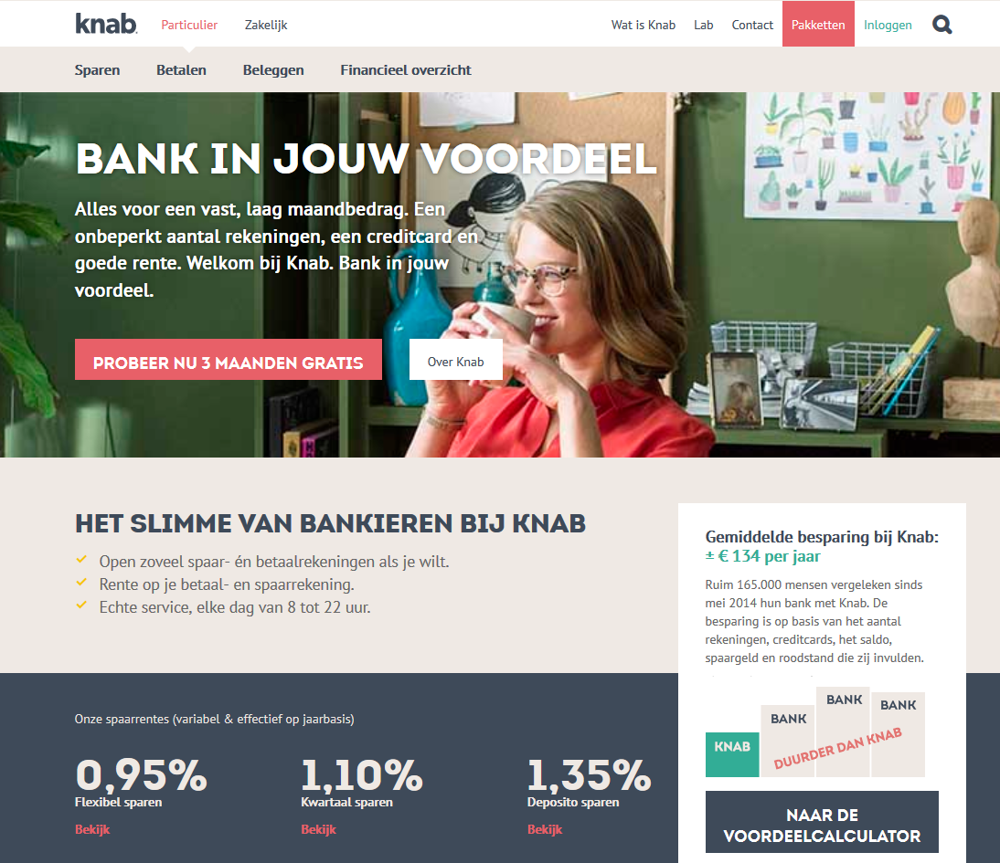 knab.
Particulier
Zakelijk
Wat is Knab
Lab
Contact
Pakketten
Inloggen
Sparen
Betalen
Beleggen
Financieel overzicht
BANK IN JOUW VOORDEEL
Alles voor een vast, laag maandbedrag. Een
onbeperkt aantal rekeningen, een creditcard en
goede rente. Welkom bij Knab. Bank in jouw
voordeel.
PROBEER NU 3 MAANDEN GRATIS
Over Knab
HET SLIMME VAN BANKIEREN BIJ KNAB
Open zoveel spaar- én betaalrekeningen als je wilt.
Rente op je betaal- en spaarrekening.
Echte service, elke dag van 8 tot 22 uur.
Gemiddelde besparing bij Knab:
± € 134 per jaar
Ruim 165.000 mensen vergeleken sinds
mei 2014 hun bank met Knab. De
besparing is op basis van het aantal
rekeningen, creditcards, het saldo,
spaargeld en roodstand die zij invulden.
KNAB
BANK
BANK
BANK
DUURDER DAN KNAB
NAAR DE
VOORDEELCALCULATOR
Onze spaarrentes (variabel & effectief op jaarbasis)
0,95%
Flexibel sparen
Bekijk
1,10%
Kwartaal sparen
Bekijk
1,35%
Deposito sparen
Bekijk